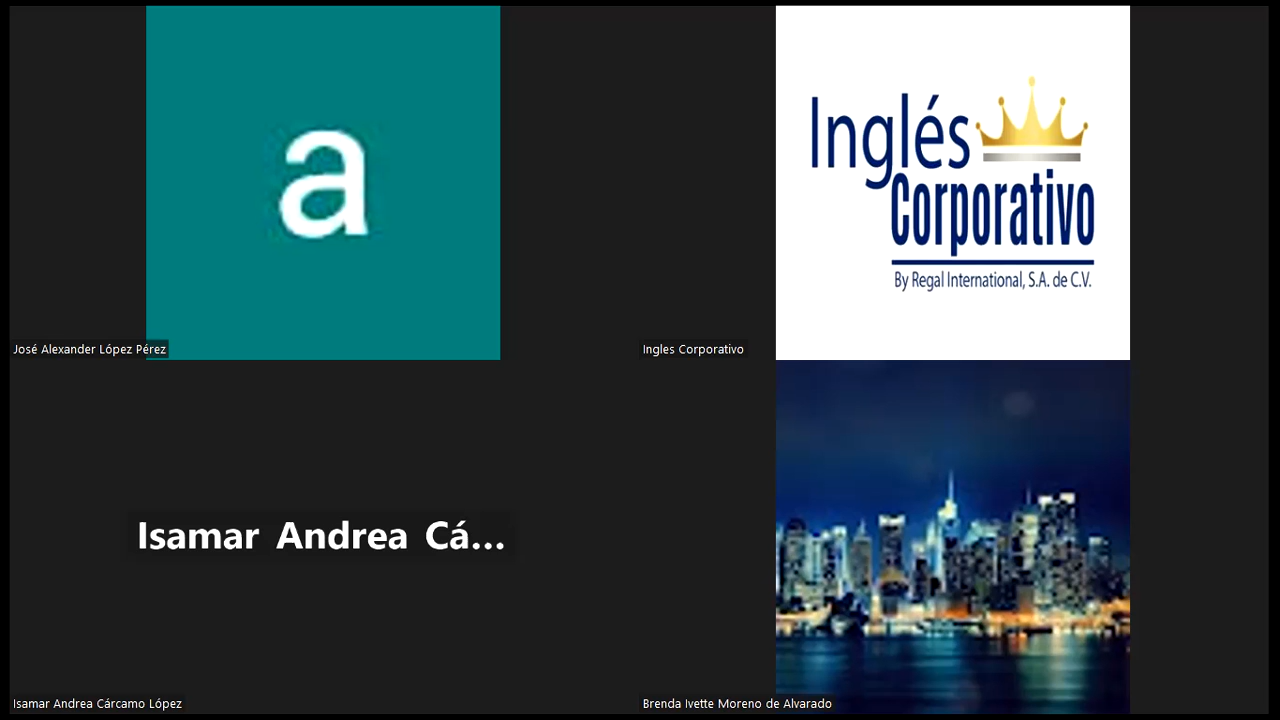 a
José Alexander López Pérez
Inglés
Corporativo
By Regal International, S.A. de C.V.
Ingles Corporativo
Isamar Andrea Cá...
Isamar Andrea Cárcamo López
Brenda Ivette Moreno de Alvarado